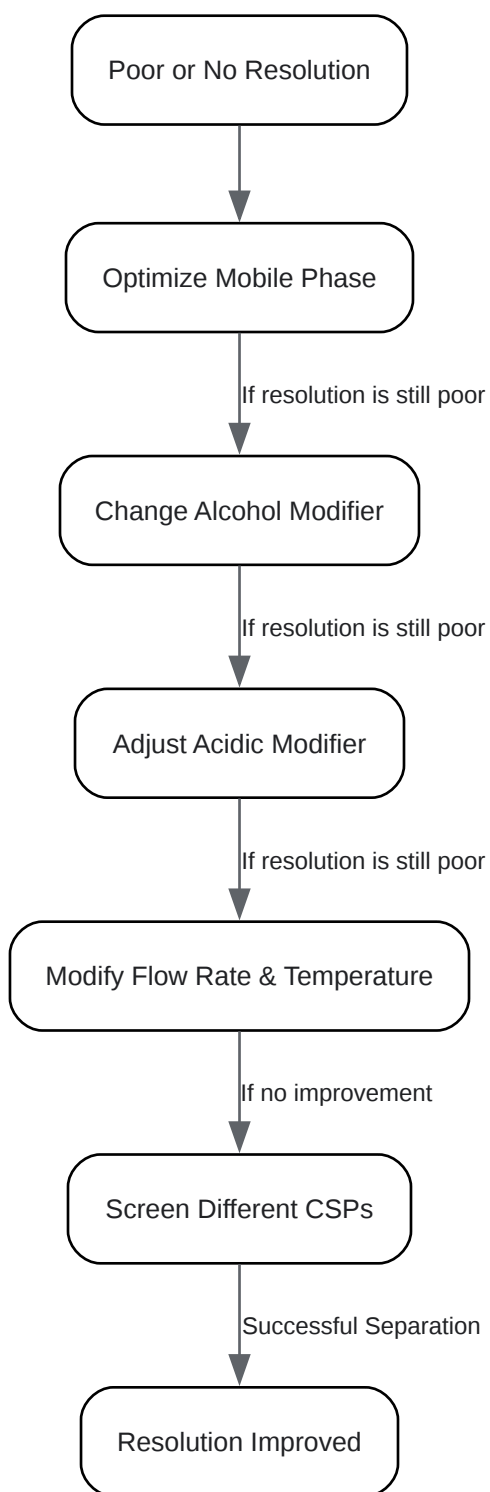 Poor or No Resolution
Optimize Mobile Phase
If resolution is still poor
Change Alcohol Modifier
If resolution is still poor
Adjust Acidic Modifier
If resolution is still poor
Modify Flow Rate & Temperature
If no improvement
Screen Different CSPs
Successful Separation
Resolution Improved